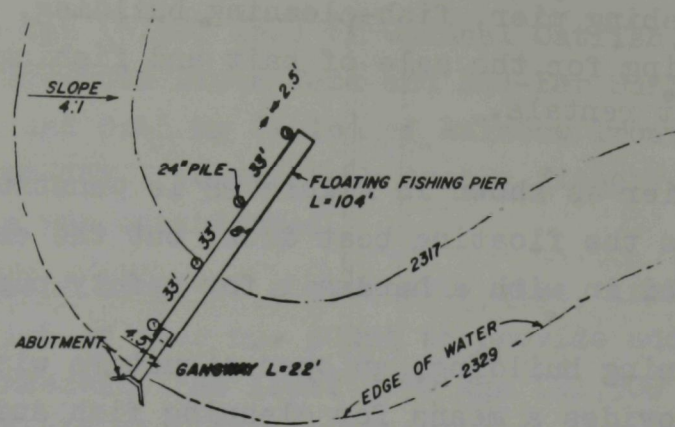 SLOPE
4:1
2.5'
33'
24" PILE
33'
33'
FLOATING FISHING PIER
L=104'
2317
4.5'
ABUTMENT
GANGWAY L=22'
EDGE OF WATER
2329